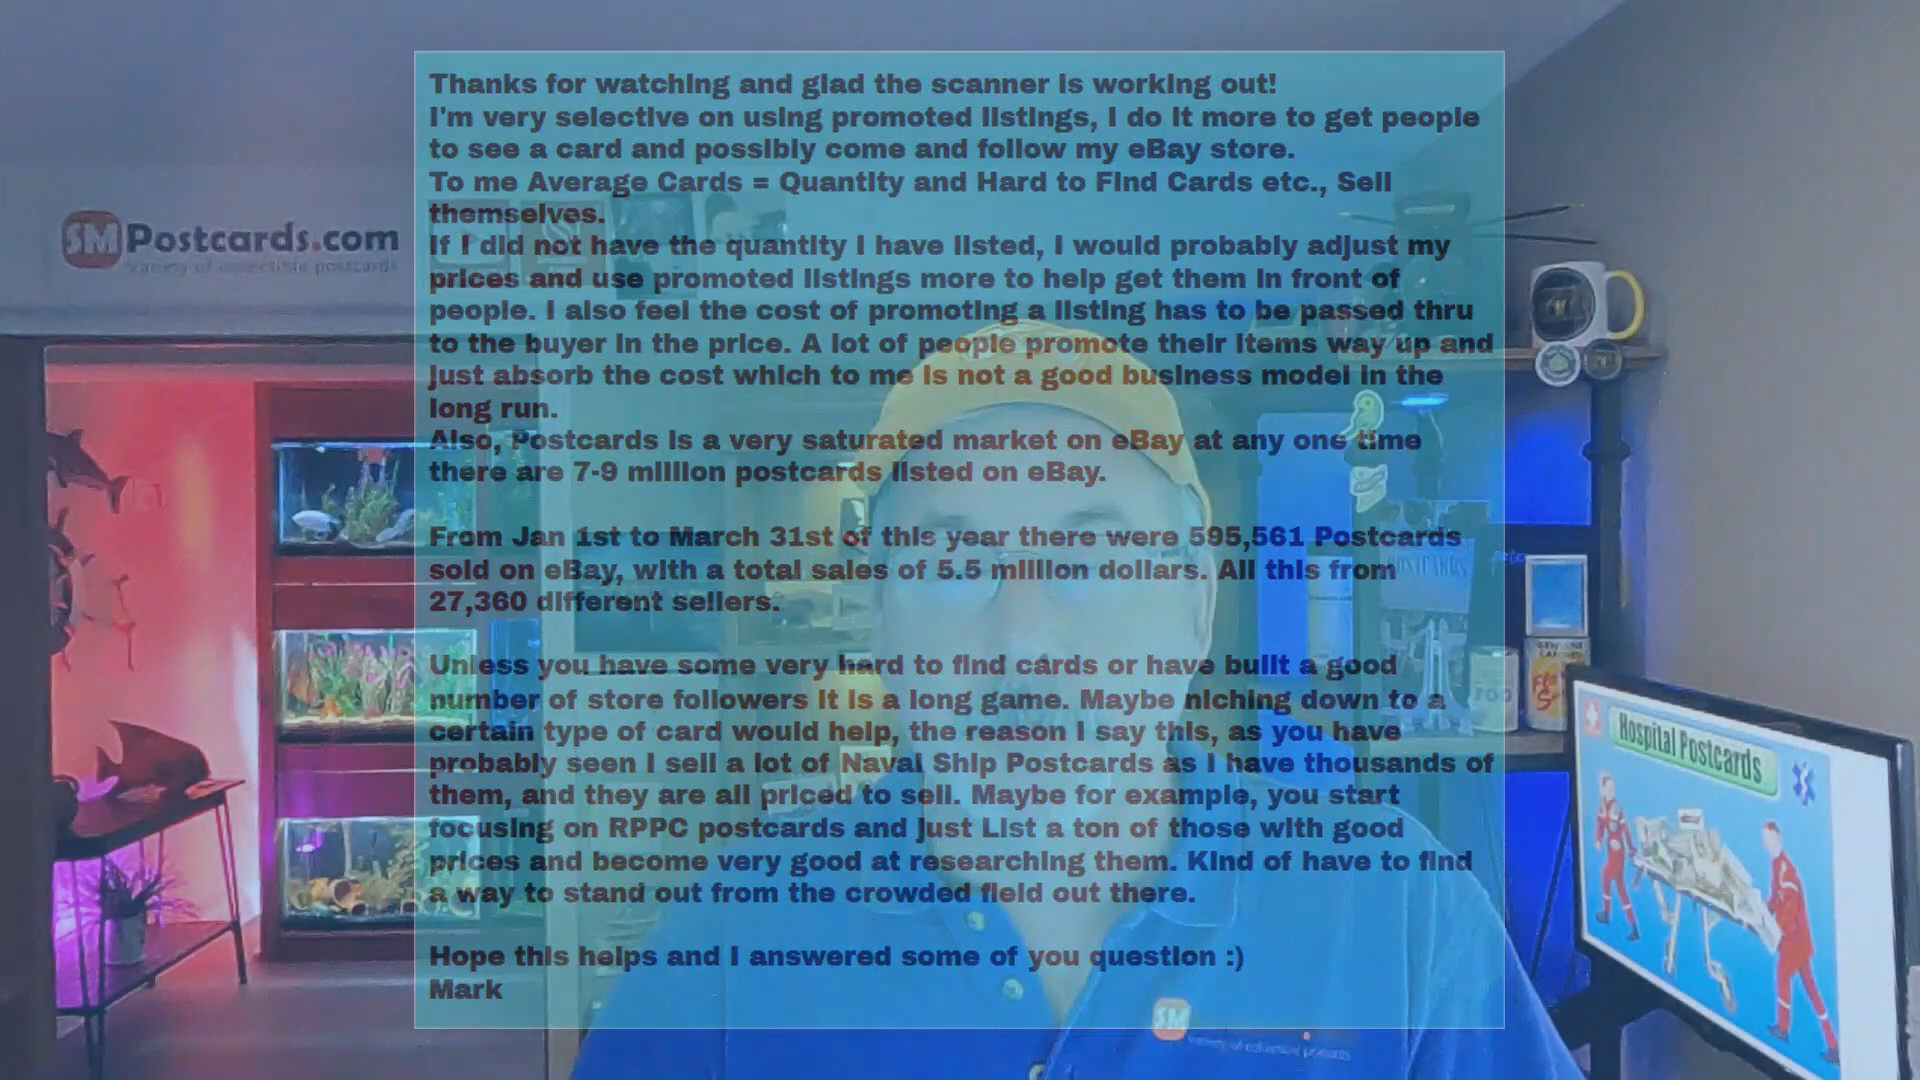 Thanks for watching and glad the scanner is working out!
I'm very selective on using promoted listings, I do it more to get people
to see a card and possibly come and follow my eBay store.
To me Average Cards = Quantity and Hard to Find Cards etc., Sell
themselves.
If I did not have the quantity I have listed, I would probably adjust my
prices and use promoted listings more to help get them in front of
people. I also feel the cost of promoting a listing has to be passed thru
to the buyer in the price. A lot of people promote their items way up and
just absorb the cost which to me is not a good business model in the
long run.
Also, Postcards is a very saturated market on eBay at any one time
there are 7-9 million postcards listed on eBay.
From Jan 1st to March 31st of this year there were 595,561 Postcards
sold on eBay, with a total sales of 5.5 million dollars. All this from
27,360 different sellers.
Unless you have some very hard to find cards or have built a good
number of store followers it is a long game. Maybe niching down to a
certain type of card would help, the reason I say this, as you have
probably seen I sell a lot of Naval Ship Postcards as I have thousands of
them, and they are all priced to sell. Maybe for example, you start
focusing on RPPC postcards and just List a ton of those with good
prices and become very good at researching them. Kind of have to find
a way to stand out from the crowded field out there.
Hope this helps and I answered some of you question :)
Mark
SM Postcards.com
Variety of collectible postcards
POSTCARDS
Hospital Postcards
SM
Variety of collectible postcards